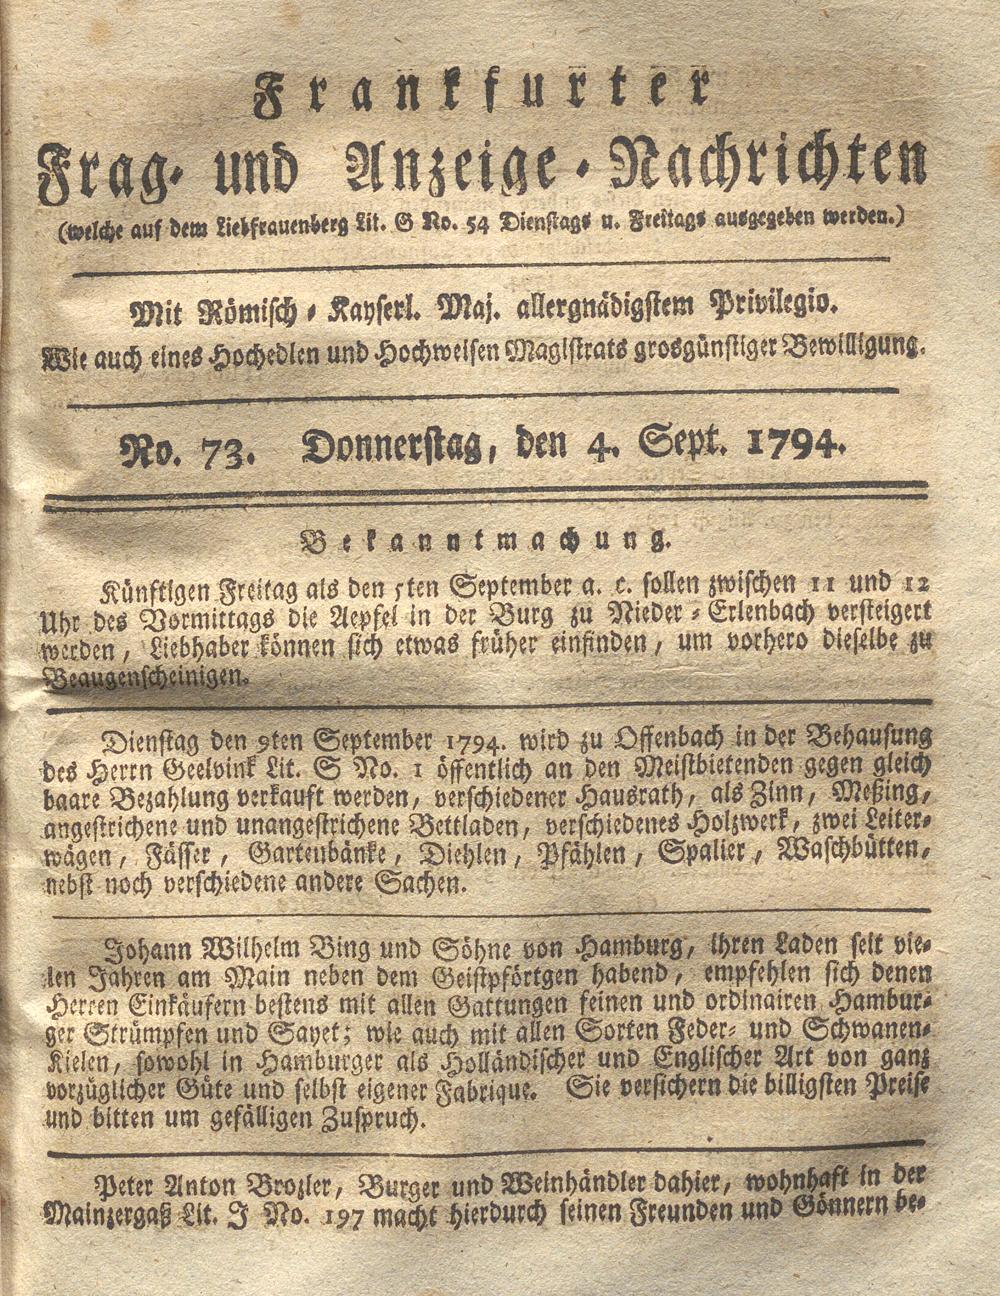 Frankfurter
Frag- und Anzeige-Nachrichten
(welche auf dem Liebfrauenberg Lit. G No. 54 Dienstags u. Freitags ausgegeben werden.)
Mit Römisch-Kayserl. Maj. allergnädigstem Privilegio.
Wie auch eines Hochedlen und Hochweisen Magistrats grosgünstiger Bewilligung.
No. 73. Donnerstag, den 4. Sept. 1794.
Bekanntmachung.
Künftigen Freitag als den 5ten September a. c. sollen zwischen 11 und 12
Uhr des Vormittags die Aepfel in der Burg zu Nieder-Erlenbach versteigert
werden, Liebhaber können sich etwas früher einfinden, um vorhero dieselbe zu
Beaugenscheinigen.
Dienstag den 9ten September 1794. wird zu Offenbach in der Behausung
des Herrn Geelvink Lit. S No. 1 öffentlich an den Meistbietenden gegen gleich
baare Bezahlung verkauft werden, verschiedener Hausrath, als Zinn, Meßing,
angestrichene und unangestrichene Bettladen, verschiedenes Holzwerk, zwei Leiter-
wägen, Fässer, Gartenbänke, Diehlen, Pfählen, Spalier, Waschbütten,
nebst noch verschiedene andere Sachen.
Johann Wilhelm Bing und Söhne von Hamburg, ihren Laden seit vie-
len Jahren am Main neben dem Geistpförtgen habend, empfehlen sich denen
Herren Einkäufern bestens mit allen Gattungen feinen und ordinairen Hambur-
ger Strümpfen und Sayet; wie auch mit allen Sorten Feder- und Schwanen-
Kielen, sowohl in Hamburger als Holländischer und Englischer Art von ganz
vorzüglicher Güte und selbst eigener Fabrique. Sie versichern die billigsten Preise
und bitten um gefälligen Zuspruch.
Peter Anton Brozler, Burger und Weinhändler dahier, wohnhaft in der
Mainzergaß Lit. J No. 197 macht hierdurch seinen Freunden und Gönnern be-